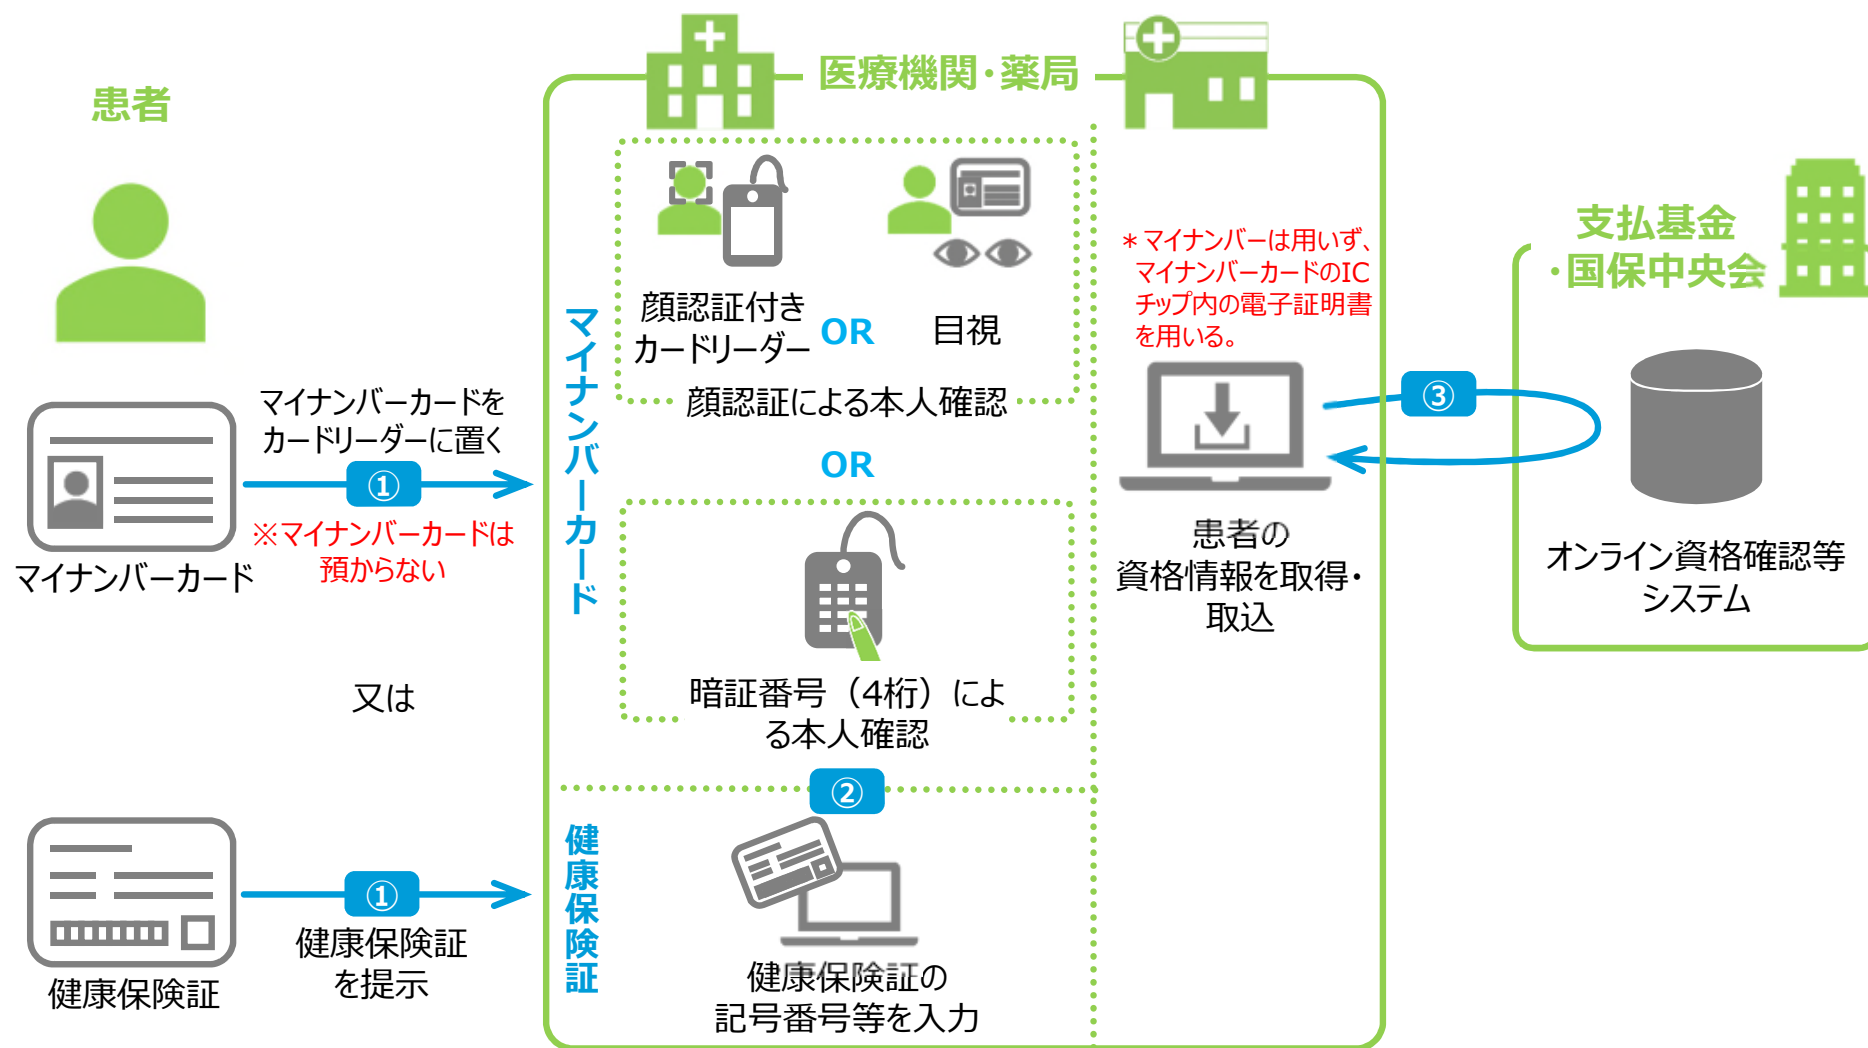 患者
マイナンバーカード
マイナンバーカードを
カードリーダーに置く
①
※マイナンバーカードは
預からない
又は
健康保険証
①
健康保険証
を提示
医療機関・薬局
マイナンバーカード
顔認証付き
カードリーダー
OR
目視
顔認証による本人確認
OR
暗証番号（4桁）によ
る本人確認
②
健康保険証
健康保険証の
記号番号等を入力
＊マイナンバーは用いず、
マイナンバーカードのIC
チップ内の電子証明書
を用いる。
患者の
資格情報を取得・
取込
③
支払基金
・国保中央会
オンライン資格確認等
システム